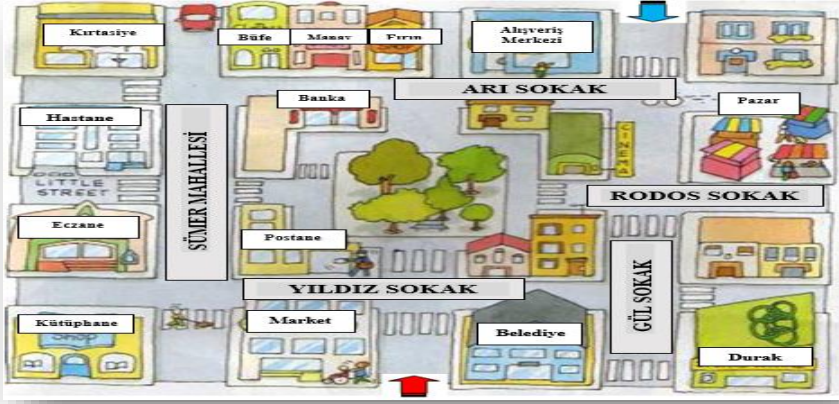 Kırtasiye
Büfe
Manav
Fırın
Alışveriş
Merkezi
ARI SOKAK
Banka
Pazar
Hastane
CINEMA
LITTLE
STREET
SÜMER MAHALLESİ
RODOS SOKAK
Eczane
Postane
GÜL SOKAK
YILDIZ SOKAK
Kütüphane
Shop
Market
Belediye
Durak